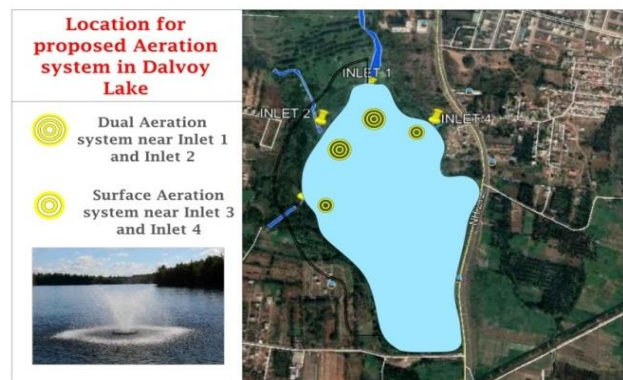 Location for
proposed Aeration
system in Dalvoy
Lake
Dual Aeration
system near Inlet 1
and Inlet 2
Surface Aeration
system near Inlet 3
and Inlet 4
INLET 1
INLET 2
INLET 4